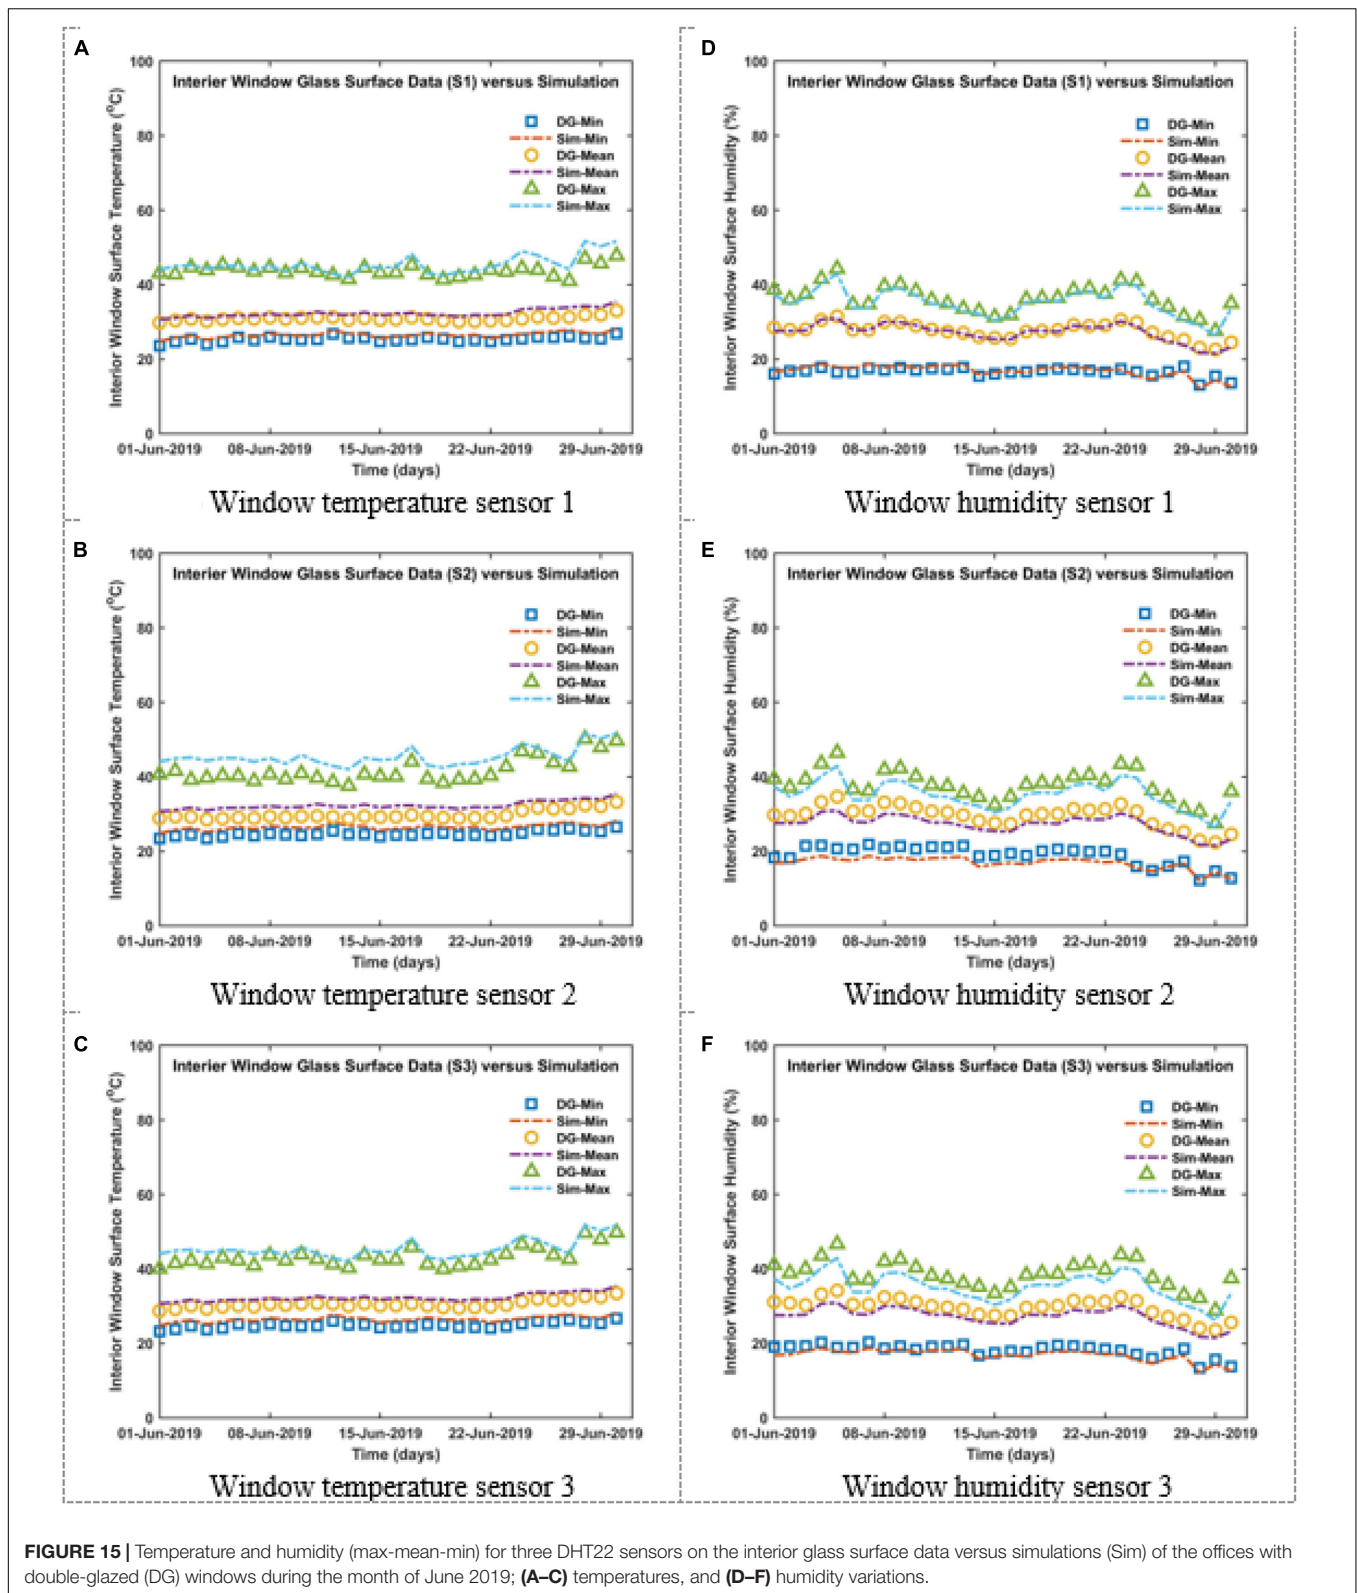 A
Interier Window Glass Surface Data (S1) versus Simulation
Interior Window Surface Temperature (°C)
100
80
60
40
20
0
DG-Min
Sim-Min
DG-Mean
Sim-Mean
DG-Max
Sim-Max
01-Jun-2019 08-Jun-2019 15-Jun-2019 22-Jun-2019 29-Jun-2019
Time (days)
Window temperature sensor 1
D
Interier Window Glass Surface Data (S1) versus Simulation
Interior Window Surface Humidity (%)
100
80
60
40
20
0
DG-Min
Sim-Min
DG-Mean
Sim-Mean
DG-Max
Sim-Max
01-Jun-2019 08-Jun-2019 15-Jun-2019 22-Jun-2019 29-Jun-2019
Time (days)
Window humidity sensor 1
B
Interier Window Glass Surface Data (S2) versus Simulation
Interior Window Surface Temperature (°C)
100
80
60
40
20
0
DG-Min
Sim-Min
DG-Mean
Sim-Mean
DG-Max
Sim-Max
01-Jun-2019 08-Jun-2019 15-Jun-2019 22-Jun-2019 29-Jun-2019
Time (days)
Window temperature sensor 2
E
Interier Window Glass Surface Data (S2) versus Simulation
Interior Window Surface Humidity (%)
100
80
60
40
20
0
DG-Min
Sim-Min
DG-Mean
Sim-Mean
DG-Max
Sim-Max
01-Jun-2019 08-Jun-2019 15-Jun-2019 22-Jun-2019 29-Jun-2019
Time (days)
Window humidity sensor 2
C
Interier Window Glass Surface Data (S3) versus Simulation
Interior Window Surface Temperature (°C)
100
80
60
40
20
0
DG-Min
Sim-Min
DG-Mean
Sim-Mean
DG-Max
Sim-Max
01-Jun-2019 08-Jun-2019 15-Jun-2019 22-Jun-2019 29-Jun-2019
Time (days)
Window temperature sensor 3
F
Interier Window Glass Surface Data (S3) versus Simulation
Interior Window Surface Humidity (%)
100
80
60
40
20
0
DG-Min
Sim-Min
DG-Mean
Sim-Mean
DG-Max
Sim-Max
01-Jun-2019 08-Jun-2019 15-Jun-2019 22-Jun-2019 29-Jun-2019
Time (days)
Window humidity sensor 3
FIGURE 15 | Temperature and humidity (max-mean-min) for three DHT22 sensors on the interior glass surface data versus simulations (Sim) of the offices with
double-glazed (DG) windows during the month of June 2019; (A–C) temperatures, and (D–F) humidity variations.